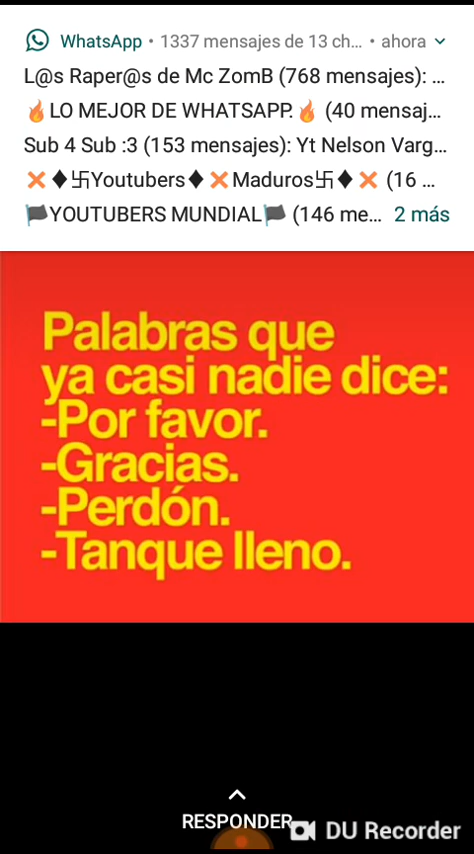 WhatsApp • 1337 mensajes de 13 ch... • ahora
L@s Raper@s de Mc ZomB (768 mensajes): ...
🔥LO MEJOR DE WHATSAPP.🔥 (40 mensaj...
Sub 4 Sub :3 (153 mensajes): Yt Nelson Varg...
❌♦卐Youtubers♦❌Maduros卐♦❌ (16 ...
🏴YOUTUBERS MUNDIAL🏴 (146 me... 2 más
Palabras que
ya casi nadie dice:
-Por favor.
-Gracias.
-Perdón.
-Tanque lleno.
RESPONDER
DU Recorder